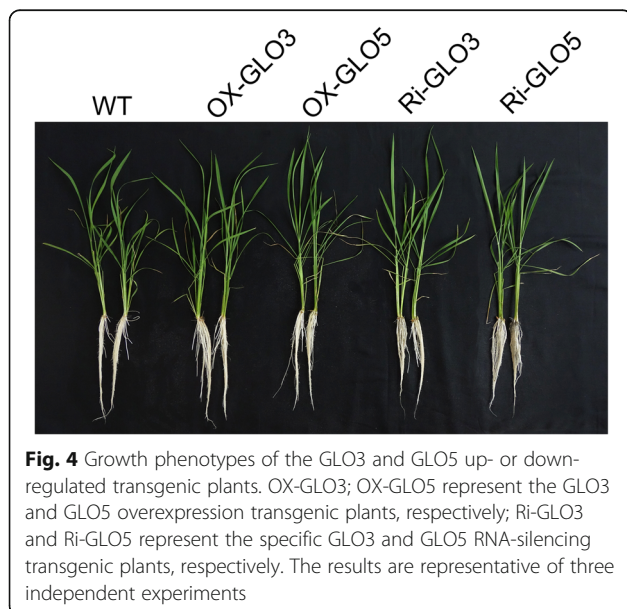 WT
OX-GLO3
OX-GLO5
Ri-GLO3
Ri-GLO5
Fig. 4 Growth phenotypes of the GLO3 and GLO5 up- or down-
regulated transgenic plants. OX-GLO3; OX-GLO5 represent the GLO3
and GLO5 overexpression transgenic plants, respectively; Ri-GLO3
and Ri-GLO5 represent the specific GLO3 and GLO5 RNA-silencing
transgenic plants, respectively. The results are representative of three
independent experiments